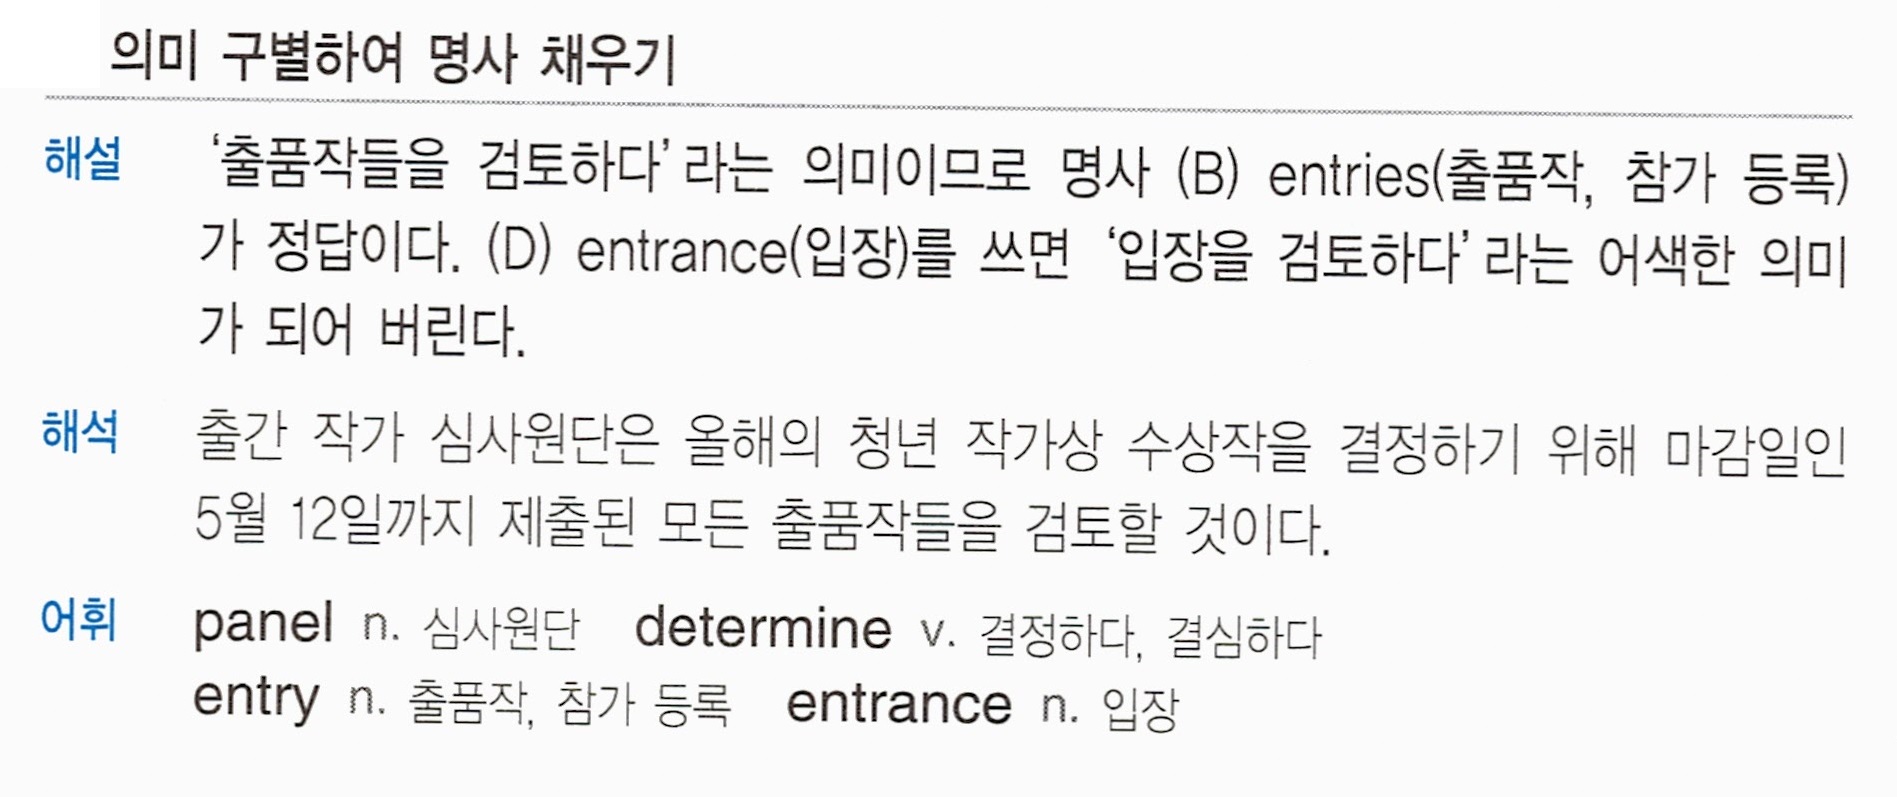 의미 구별하여 명사 채우기
해설 '출품작들을 검토하다'라는 의미이므로 명사 (B) entries(출품작, 참가 등록)
가 정답이다. (D) entrance(입장)를 쓰면 '입장을 검토하다'라는 어색한 의미
가 되어 버린다.
해석 출간 작가 심사원단은 올해의 청년 작가상 수상작을 결정하기 위해 마감일인
5월 12일까지 제출된 모든 출품작들을 검토할 것이다.
어휘 panel n. 심사원단 determine v. 결정하다, 결심하다
entry n. 출품작, 참가 등록 entrance n. 입장